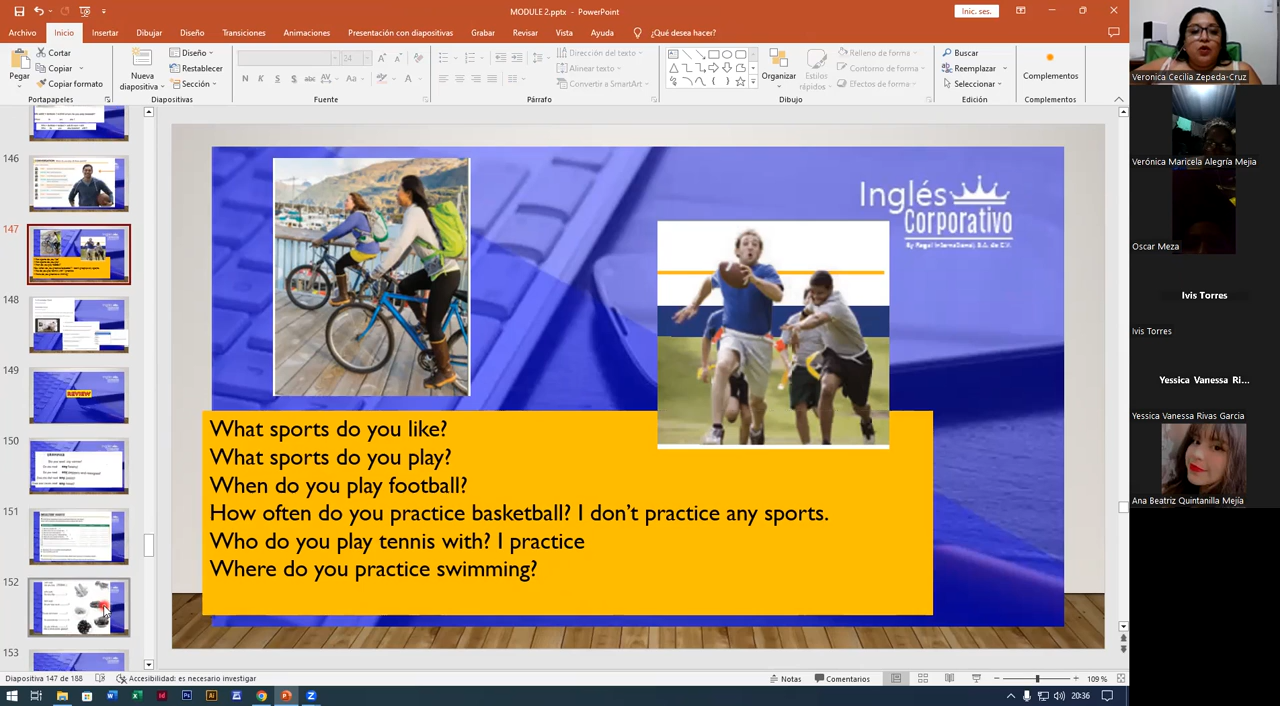 MODULE 2.pptx - PowerPoint
Inic. ses.
Archivo
Inicio
Insertar
Dibujar
Diseño
Transiciones
Animaciones
Presentación con diapositivas
Grabar
Revisar
Vista
Ayuda
¿Qué desea hacer?
Pegar
Cortar
Copiar
Copiar formato
Portapapeles
Nueva
diapositiva
Diseño
Restablecer
Sección
Diapositivas
24
N K S S abc AV Aa A
Fuente
Dirección del texto
Alinear texto
Convertir a SmartArt
Párrafo
Organizar
Estilos
rápidos
Relleno de forma
Contorno de forma
Efectos de forma
Dibujo
Buscar
Reemplazar
Seleccionar
Edición
Complementos
Complementos
146
147
148
149
REVIEW
150
151
152
153
Inglés
Corporativo
What sports do you like?
What sports do you play?
When do you play football?
How often do you practice basketball? I don't practice any sports.
ho do you play tennis with? I practice
Where do you practice swimming?
Veronica Cecilia Zepeda-Cruz
Verónica Maricela Alegría Mejia
Oscar Meza
Ivis Torres
Ivis Torres
Yessica Vanessa Ri...
Yessica Vanessa Rivas Garcia
Ana Beatriz Quintanilla Mejía
Diapositiva 147 de 188
Accesibilidad: es necesario investigar
Notas
Comentarios
109 %
20:36